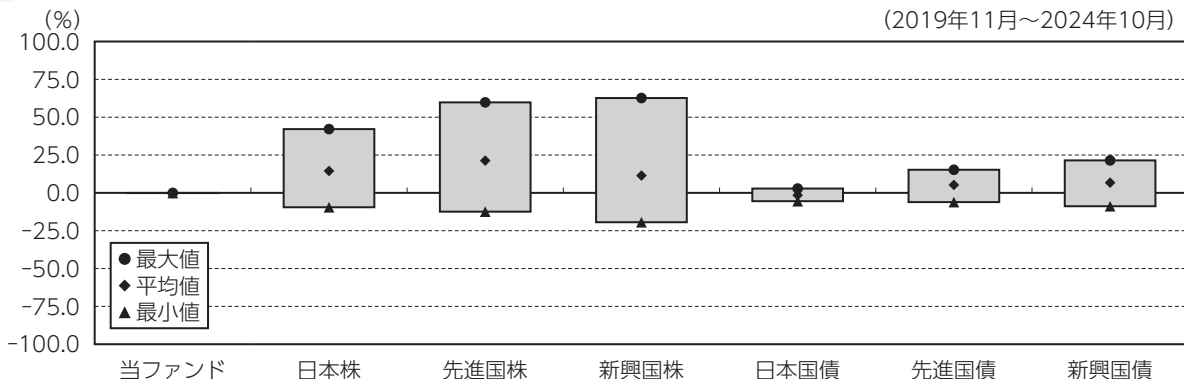 (%)
(2019年11月～2024年10月)
100.0
75.0
50.0
25.0
0.0
-25.0
-50.0
-75.0
-100.0
●最大値
◆平均値
▲最小値
当ファンド 日本株 先進国株 新興国株 日本国債 先進国債 新興国債